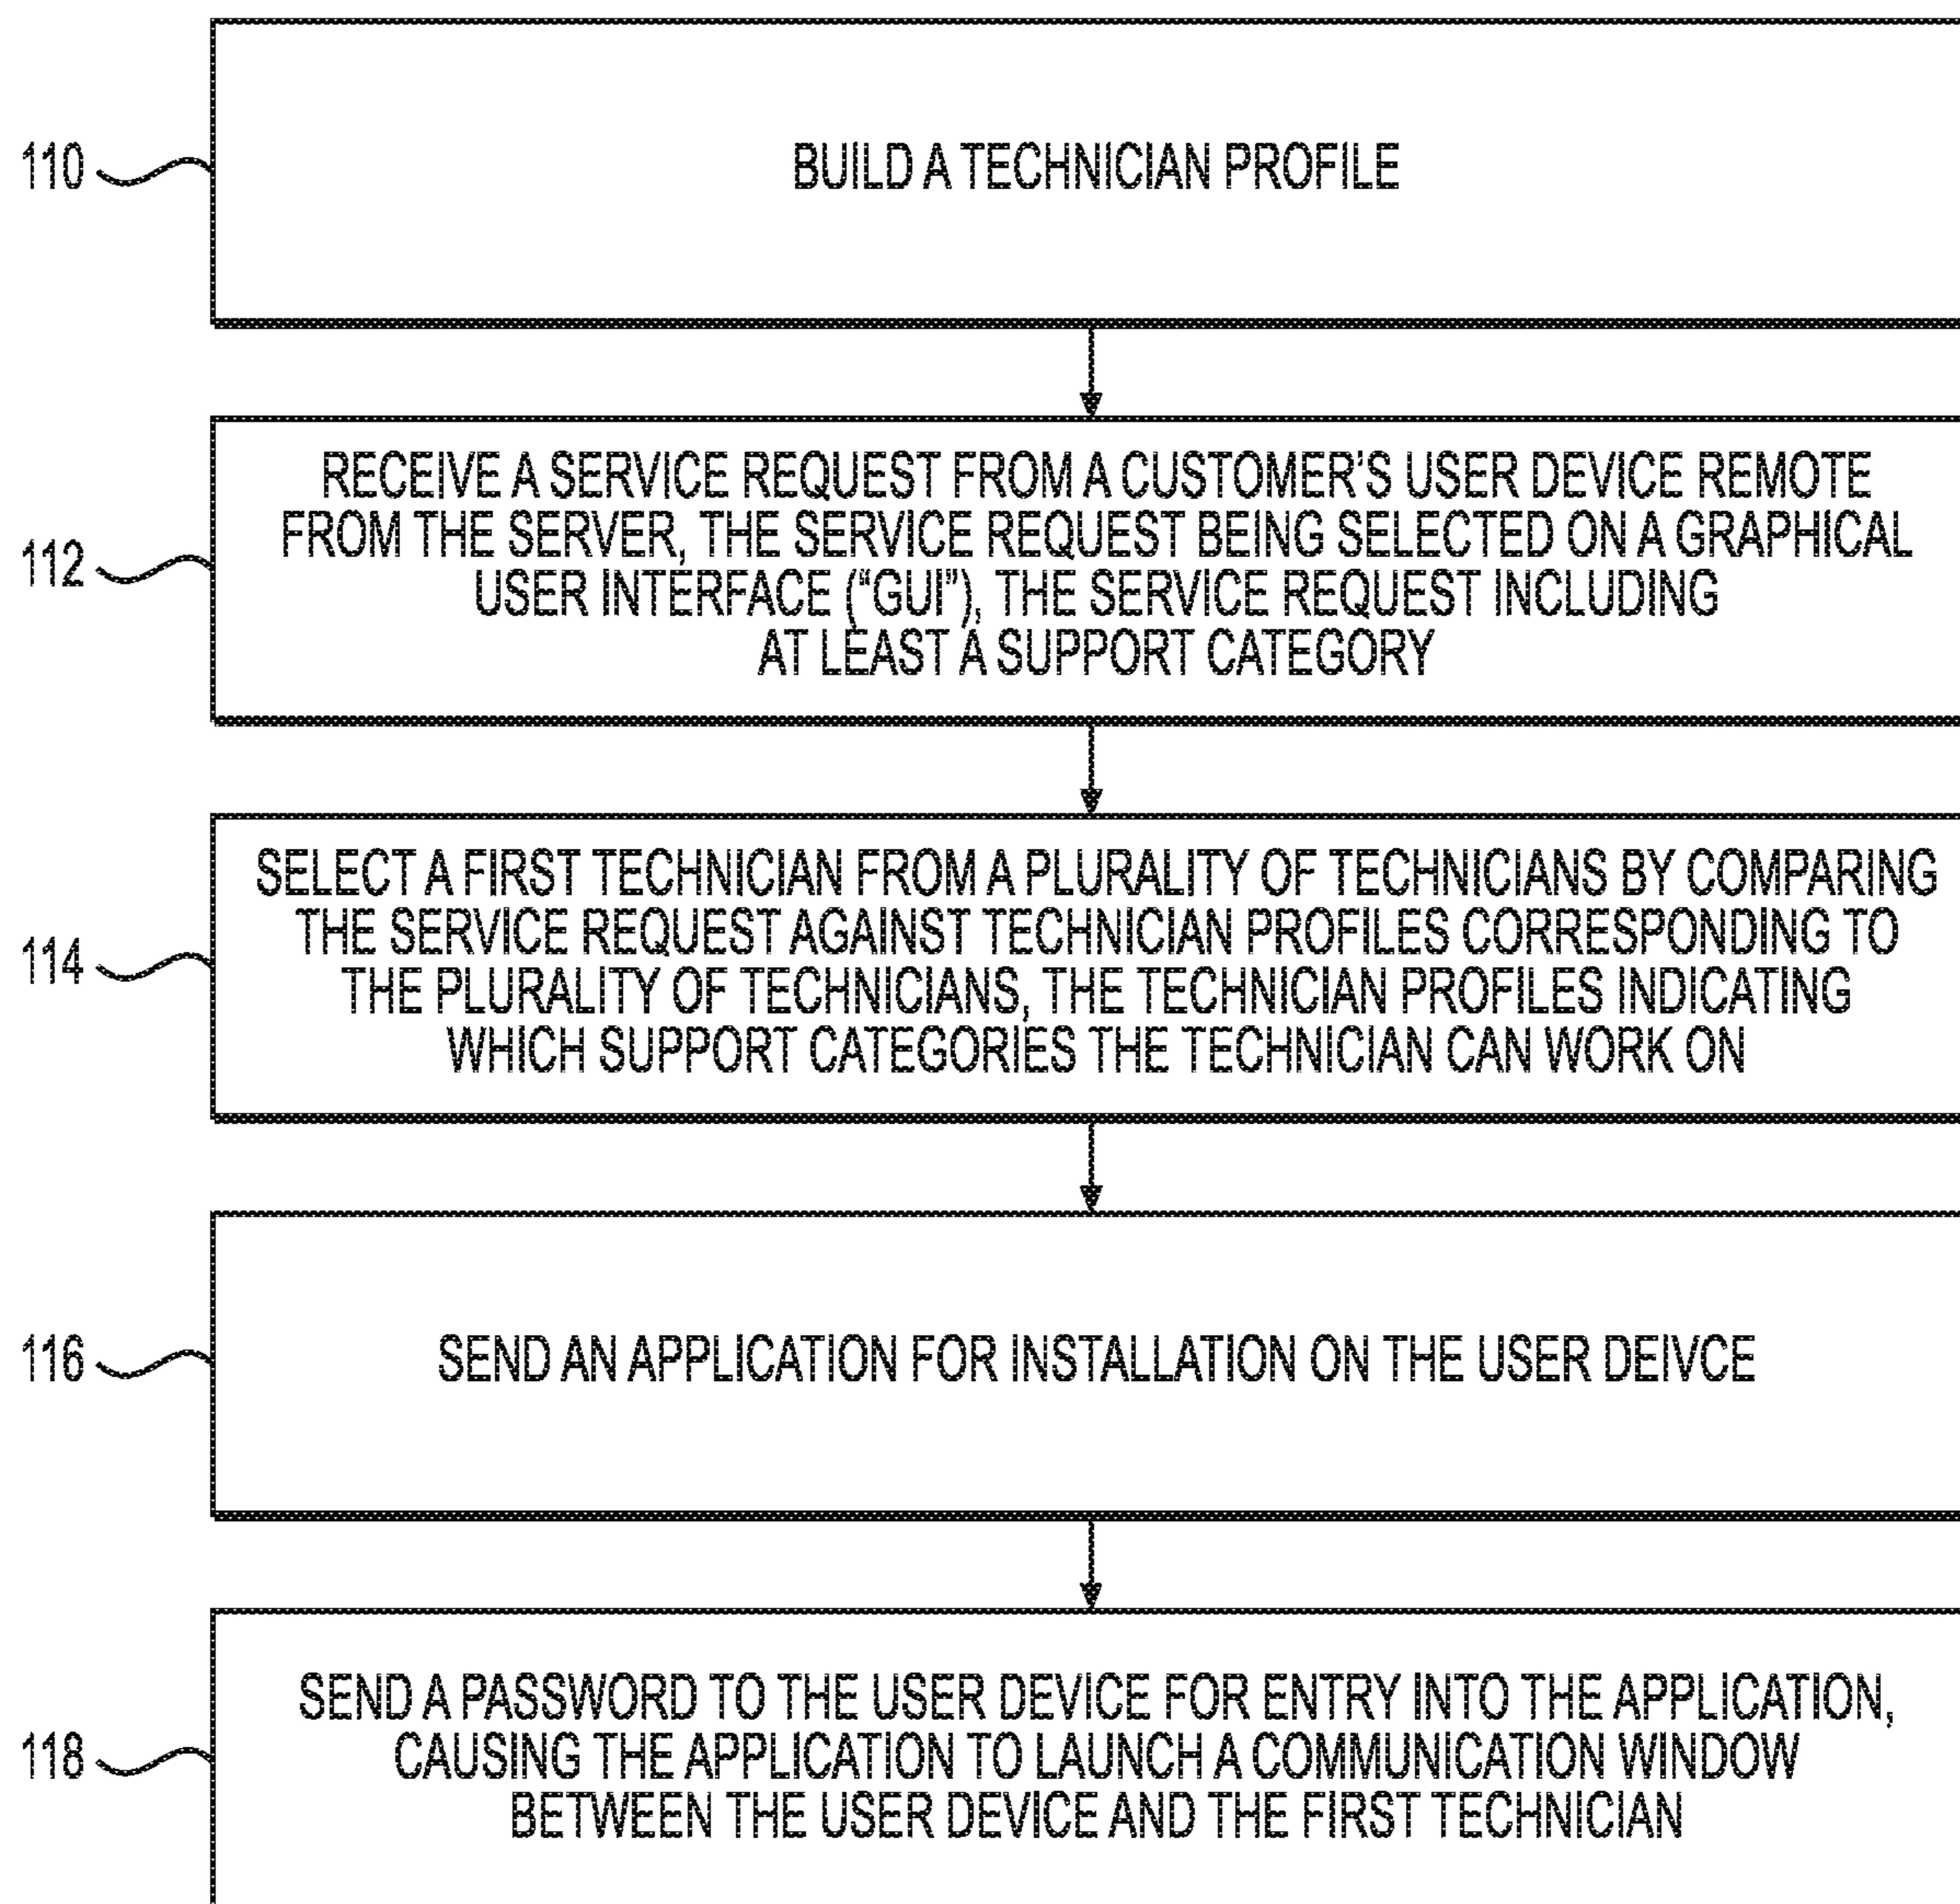 110
BUILD A TECHNICIAN PROFILE
112
RECEIVE A SERVICE REQUEST FROM A CUSTOMER'S USER DEVICE REMOTE
FROM THE SERVER, THE SERVICE REQUEST BEING SELECTED ON A GRAPHICAL
USER INTERFACE (“GUI”), THE SERVICE REQUEST INCLUDING
AT LEAST A SUPPORT CATEGORY
114
SELECT A FIRST TECHNICIAN FROM A PLURALITY OF TECHNICIANS BY COMPARING
THE SERVICE REQUEST AGAINST TECHNICIAN PROFILES CORRESPONDING TO
THE PLURALITY OF TECHNICIANS, THE TECHNICIAN PROFILES INDICATING
WHICH SUPPORT CATEGORIES THE TECHNICIAN CAN WORK ON
116
SEND AN APPLICATION FOR INSTALLATION ON THE USER DEIVCE
118
SEND A PASSWORD TO THE USER DEVICE FOR ENTRY INTO THE APPLICATION,
CAUSING THE APPLICATION TO LAUNCH A COMMUNICATION WINDOW
BETWEEN THE USER DEVICE AND THE FIRST TECHNICIAN